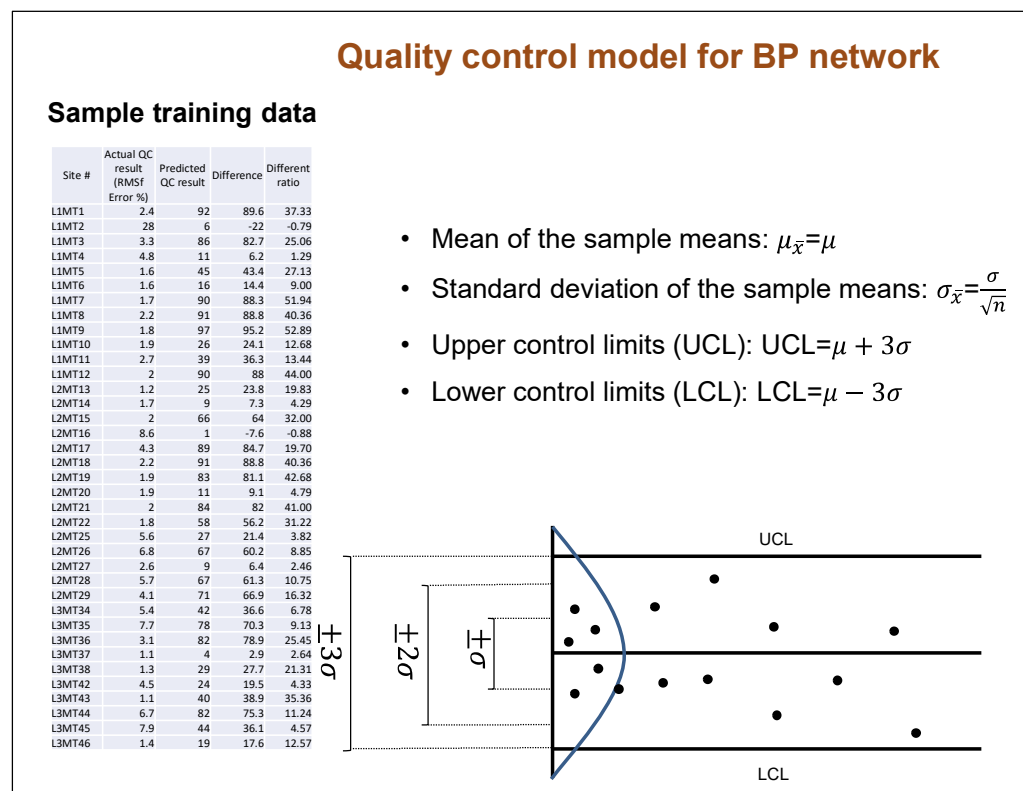 Quality control model for BP network
Sample training data
Site # Actual QC result (RMSf Error %) Predicted QC result Difference Different ratio
L1MT1 2.4 92 89.6 37.33
L1MT2 28 6 -22 -0.79
L1MT3 3.3 86 82.7 25.06
L1MT4 4.8 11 6.2 1.29
L1MT5 1.6 45 43.4 27.13
L1MT6 1.6 16 14.4 9.00
L1MT7 1.7 90 88.3 51.94
L1MT8 2.2 91 88.8 40.36
L1MT9 1.8 97 95.2 52.89
L1MT10 1.9 26 24.1 12.68
L1MT11 2.7 39 36.3 13.44
L1MT12 2 90 88 44.00
L2MT13 1.2 25 23.8 19.83
L2MT14 1.7 9 7.3 4.29
L2MT15 2 66 64 32.00
L2MT16 8.6 1 -7.6 -0.88
L2MT17 4.3 89 84.7 19.70
L2MT18 2.2 91 88.8 40.36
L2MT19 1.9 83 81.1 42.68
L2MT20 1.9 11 9.1 4.79
L2MT21 2 84 82 41.00
L2MT22 1.8 58 56.2 31.22
L2MT25 5.6 27 21.4 3.82
L2MT26 6.8 67 60.2 8.85
L2MT27 2.6 9 6.4 2.46
L2MT28 5.7 67 61.3 10.75
L2MT29 4.1 71 66.9 16.32
L3MT34 5.4 42 36.6 6.78
L3MT35 7.7 78 70.3 9.13
L3MT36 3.1 82 78.9 25.45
L3MT37 1.1 4 2.9 2.64
L3MT38 1.3 29 27.7 21.31
L3MT42 4.5 24 19.5 4.33
L3MT43 1.1 40 38.9 35.36
L3MT44 6.7 82 75.3 11.24
L3MT45 7.9 44 36.1 4.57
L3MT46 1.4 19 17.6 12.57
• Mean of the sample means: μx̄=μ
• Standard deviation of the sample means: σx̄=σ/√n
• Upper control limits (UCL): UCL=μ + 3σ
• Lower control limits (LCL): LCL=μ − 3σ
UCL
±3σ
±2σ
±σ
LCL